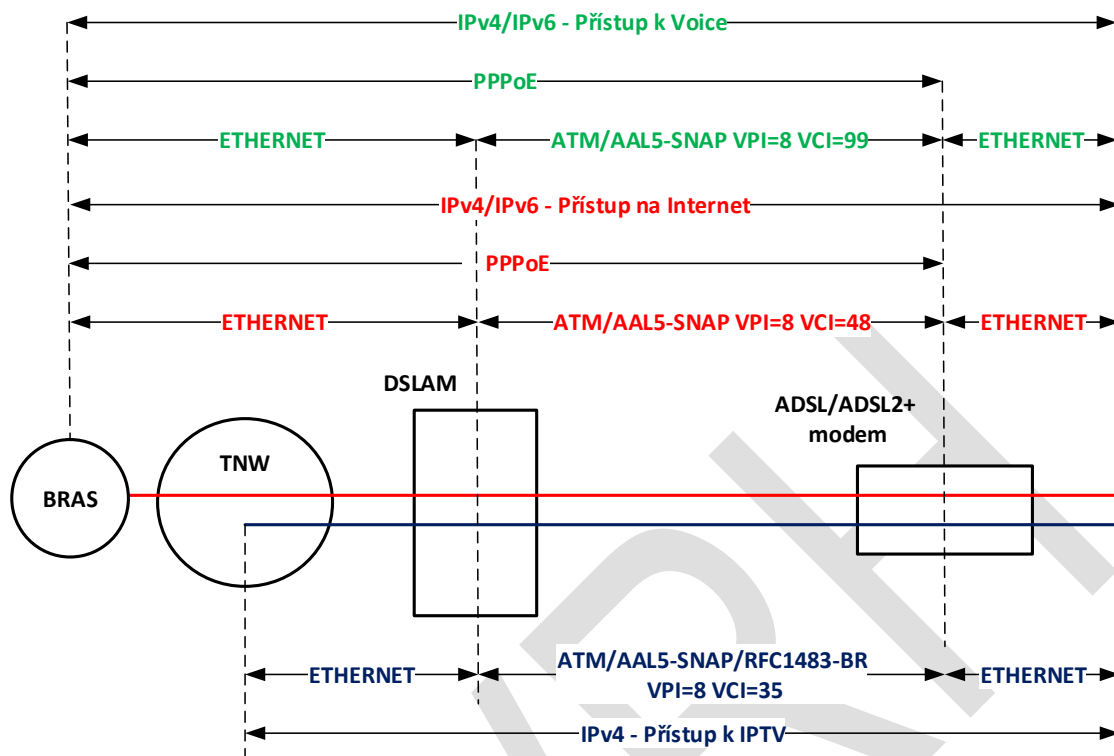 IPv4/IPv6 - Přístup k Voice
PPPoE
ETHERNET
ATM/AAL5-SNAP VPI=8 VCI=99
ETHERNET
IPv4/IPv6 - Přístup na Internet
PPPoE
ETHERNET
ATM/AAL5-SNAP VPI=8 VCI=48
ETHERNET
DSLAM
ADSL/ADSL2+
modem
TNW
BRAS
ETHERNET
ATM/AAL5-SNAP/RFC1483-BR
VPI=8 VCI=35
ETHERNET
IPv4 - Přístup k IPTV